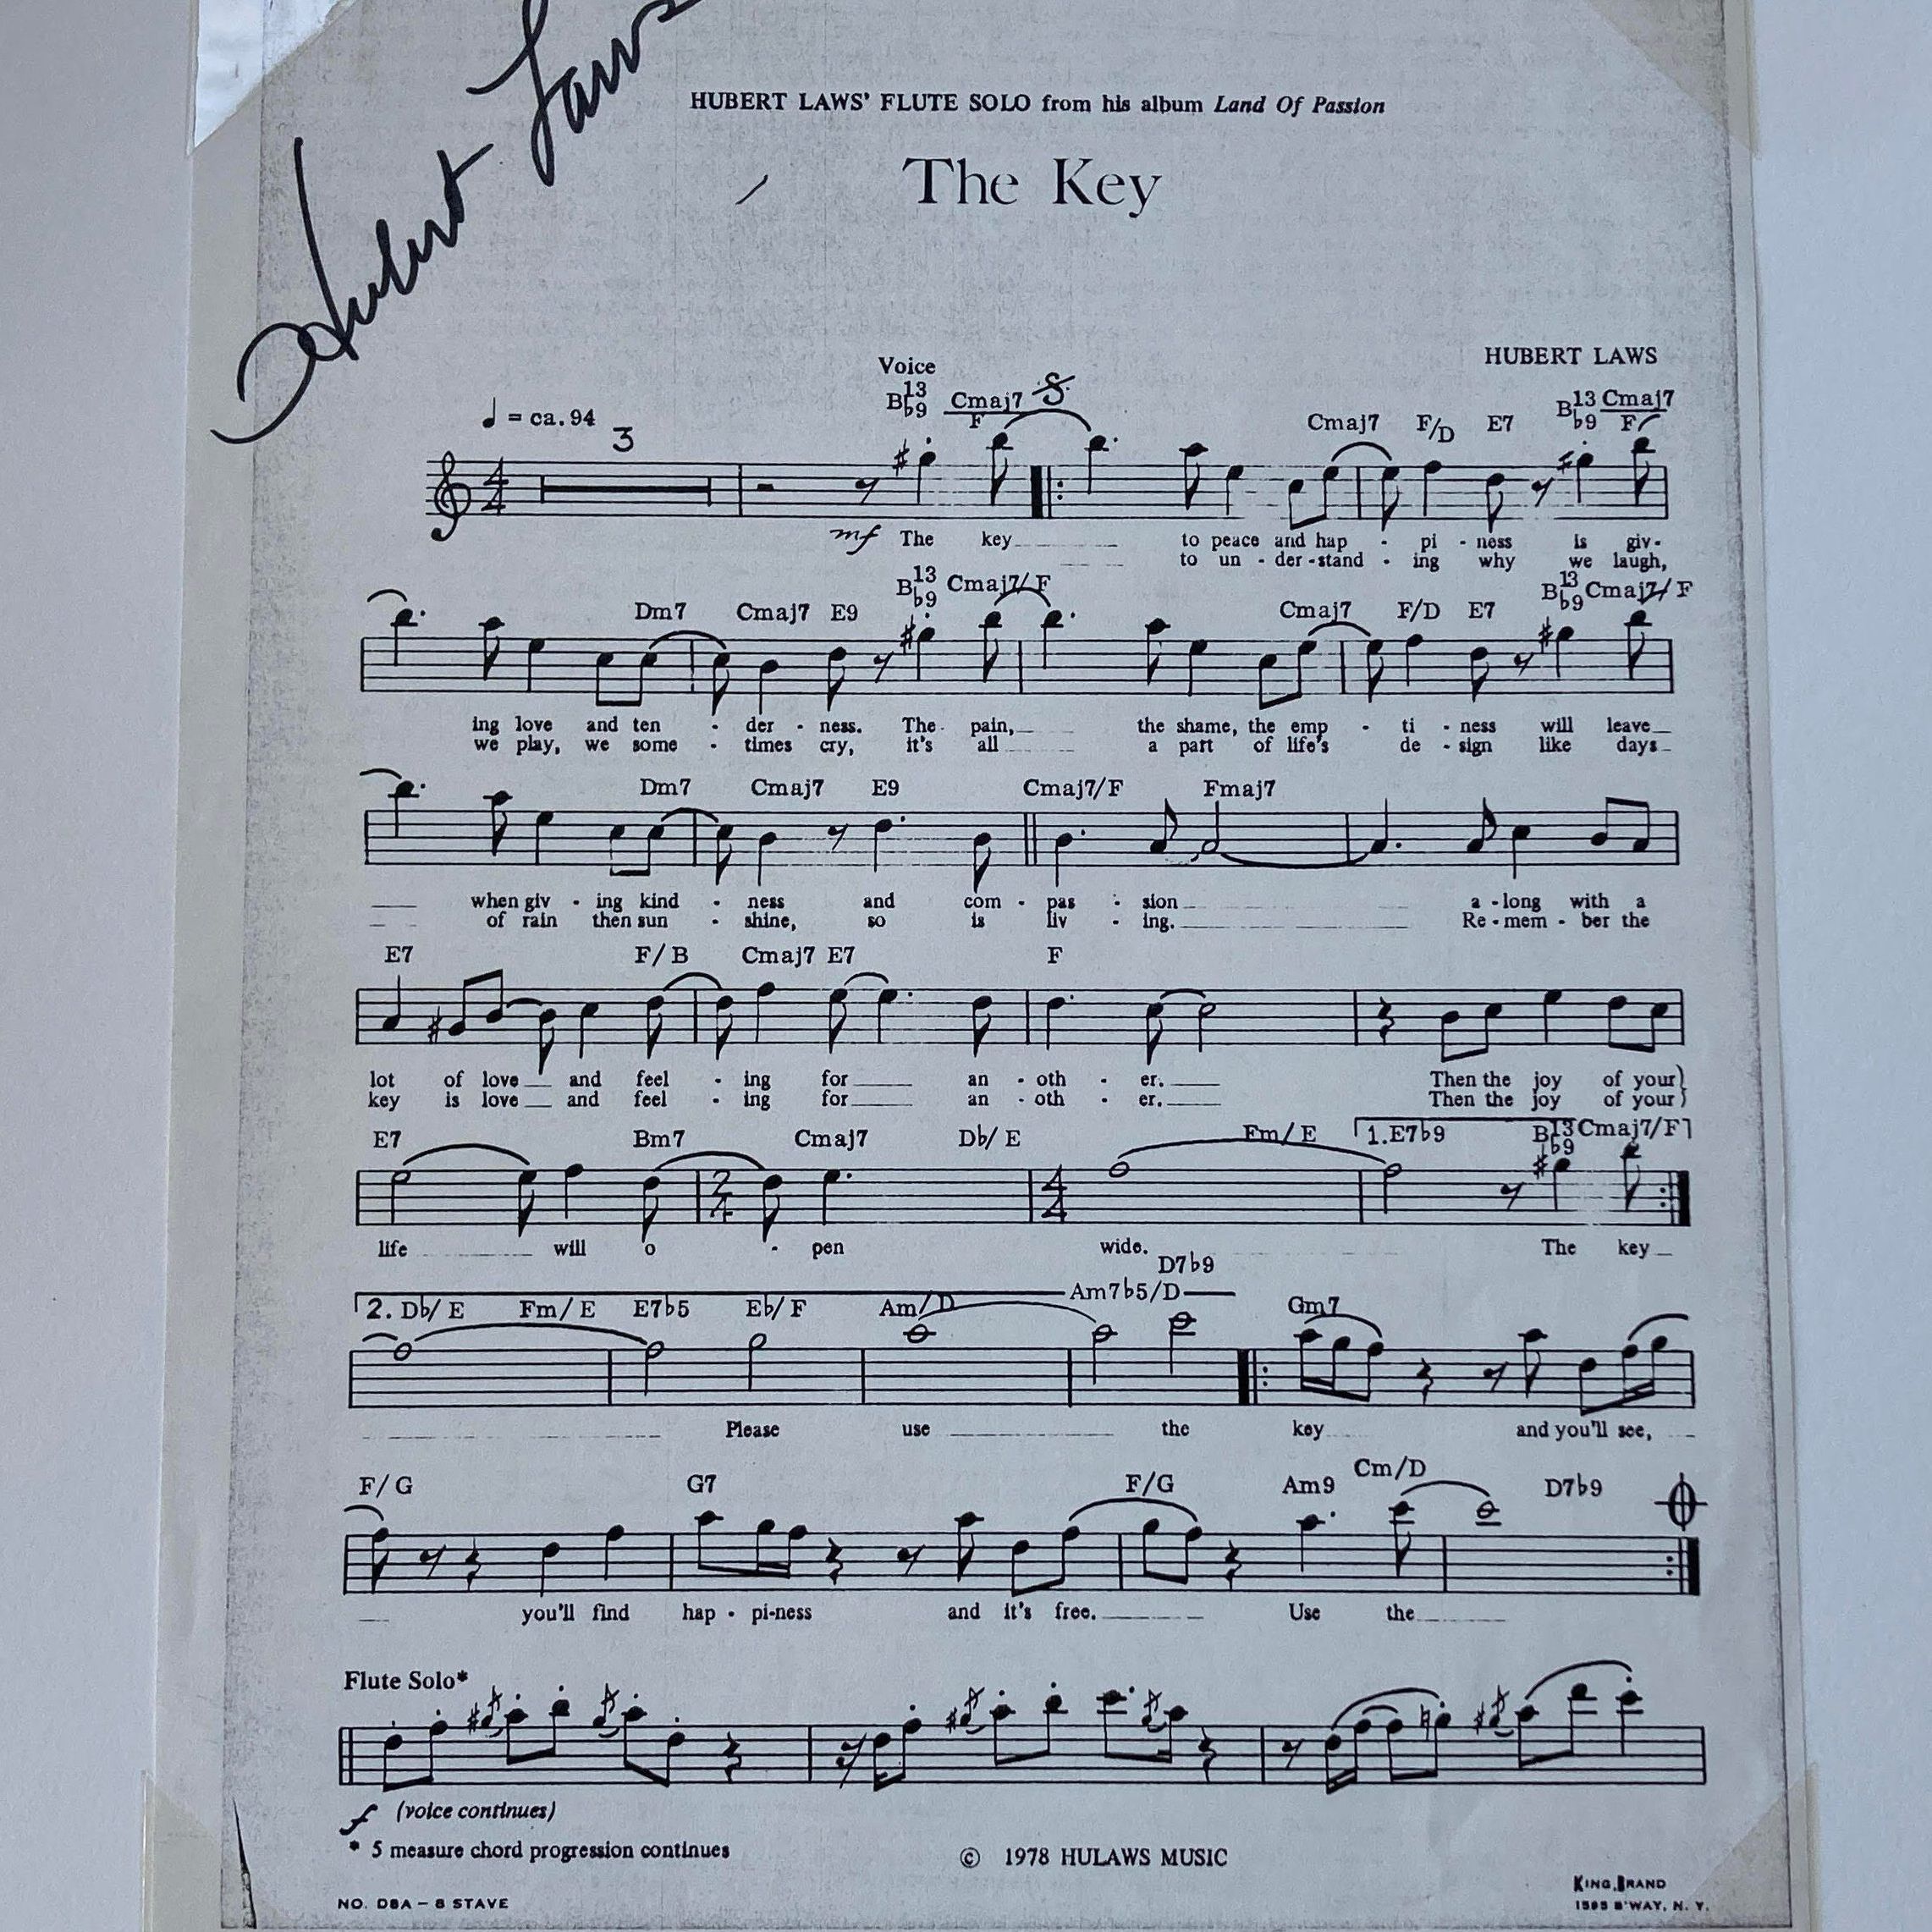 Hubert Laws
HUBERT LAWS' FLUTE SOLO from his album Land Of Passion
The Key
HUBERT LAWS
Voice
♩ = ca. 94
3
B13♭9 Cmaj7/F Cmaj7 F/D E7 B13♭9 Cmaj7/F
4/4
mf The key to peace and hap - pi - ness is giv-
to un - der - stand - ing why we laugh,
Dm7 Cmaj7 E9 B13♭9 Cmaj7/F Cmaj7 F/D E7 B13♭9 Cmaj7/F
ing love and ten - der - ness. The pain, the shame, the emp - ti - ness will leave
we play, we some - times cry, it's all a part of life's de - sign like days
Dm7 Cmaj7 E9 Cmaj7/F Fmaj7
when giv - ing kind - ness and com - pas - sion a - long with a
of rain then sun - shine, so is liv - ing. Re - mem - ber the
E7 F/B Cmaj7 E7 F
lot of love and feel - ing for an - oth - er. Then the joy of your}
key is love and feel - ing for an - oth - er. Then the joy of your}
E7 Bm7 Cmaj7 Db/E Fm/E 1.E7♭9 B13♭9 Cmaj7/F
2/4 4/4
life will o - pen wide. The key
2. Db/E Fm/E E7♭5 Eb/F Am/D Am7♭5/D D7♭9 Gm7
Please use the key and you'll see,
F/G G7 F/G Am9 Cm/D D7♭9
you'll find hap - pi-ness and it's free. Use the
Flute Solo*
f (voice continues)
* 5 measure chord progression continues
© 1978 HULAWS MUSIC
NO. D8A – 8 STAVE
KING BRAND
1595 B'WAY, N. Y.